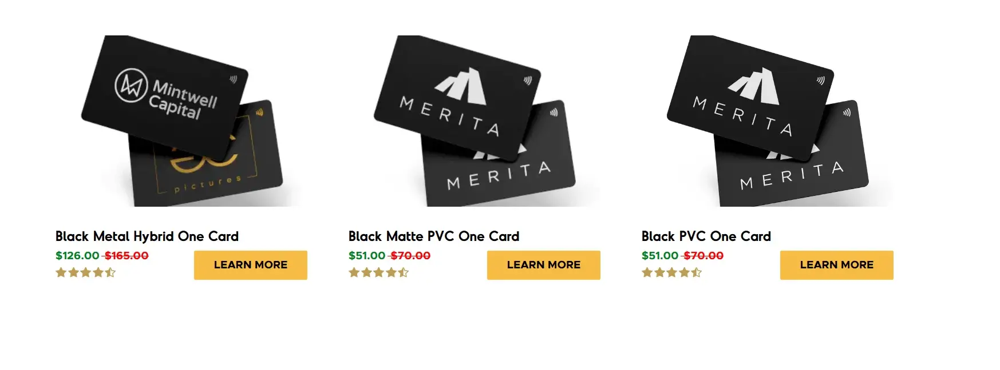 Mintwell
Capital
pictures
MERITA
MERITA
MERITA
MERITA
Black Metal Hybrid One Card
$126.00 $165.00
LEARN MORE
Black Matte PVC One Card
$51.00 $70.00
LEARN MORE
Black PVC One Card
$51.00 $70.00
LEARN MORE